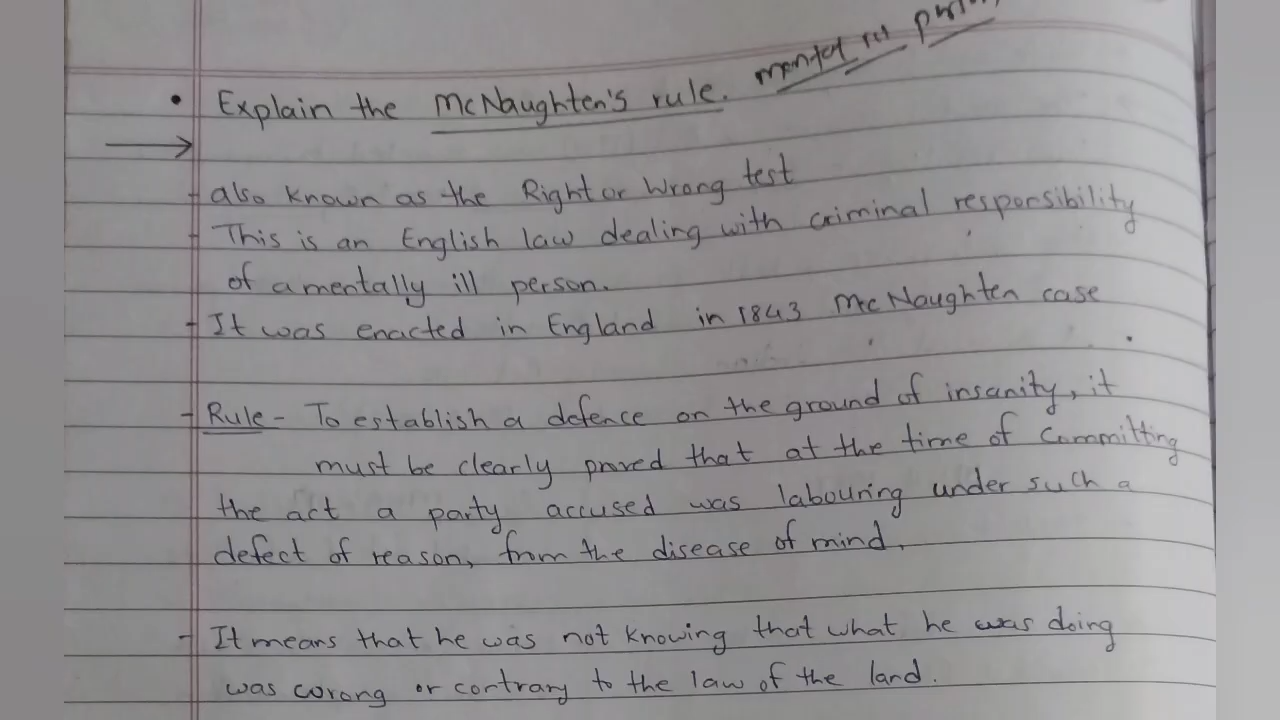 mental
• Explain the McNaughten's rule.
→
- also known as the Right or Wrong test
- This is an English law dealing with criminal responsibility
of a mentally ill person.
- It was enacted in England in 1843 McNaughten case
- Rule - To establish a defence on the ground of insanity, it
must be clearly proved that at the time of committing
the act a party accused was labouring under such a
defect of reason, from the disease of mind.
- It means that he was not knowing that what he was doing
was wrong or contrary to the law of the land.